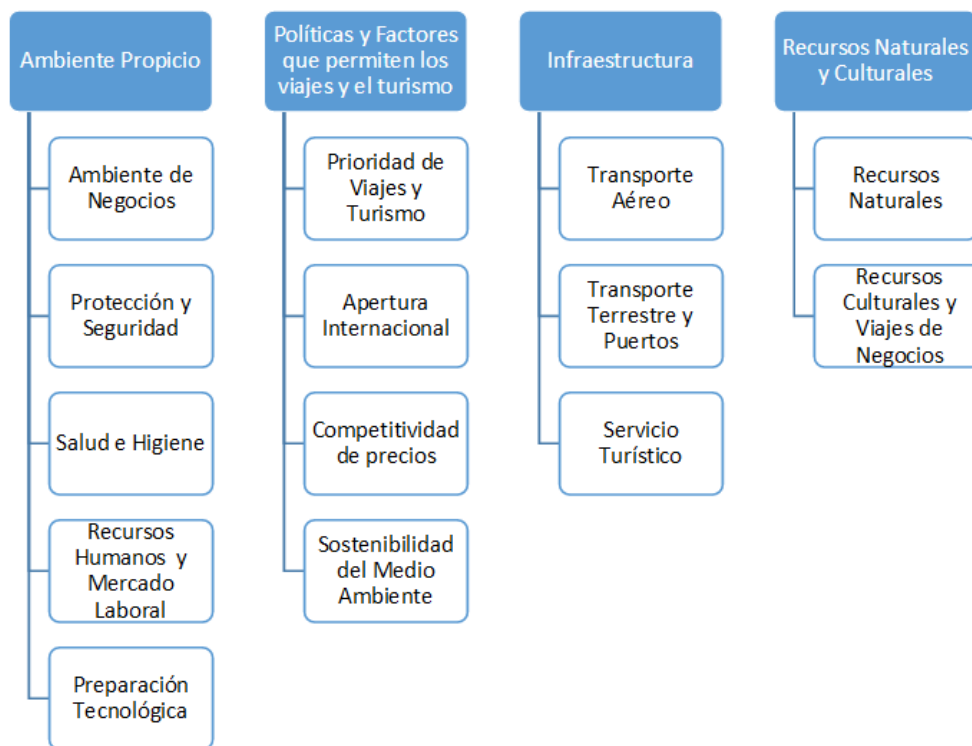 Ambiente Propicio
Ambiente de
Negocios
Protección y
Seguridad
Salud e Higiene
Recursos
Humanos y
Mercado
Laboral
Preparación
Tecnológica
Políticas y Factores
que permiten los
viajes y el turismo
Prioridad de
Viajes y
Turismo
Apertura
Internacional
Competitividad
de precios
Sostenibilidad
del Medio
Ambiente
Infraestructura
Transporte
Aéreo
Transporte
Terrestre y
Puertos
Servicio
Turístico
Recursos Naturales
y Culturales
Recursos
Naturales
Recursos
Culturales y
Viajes de
Negocios